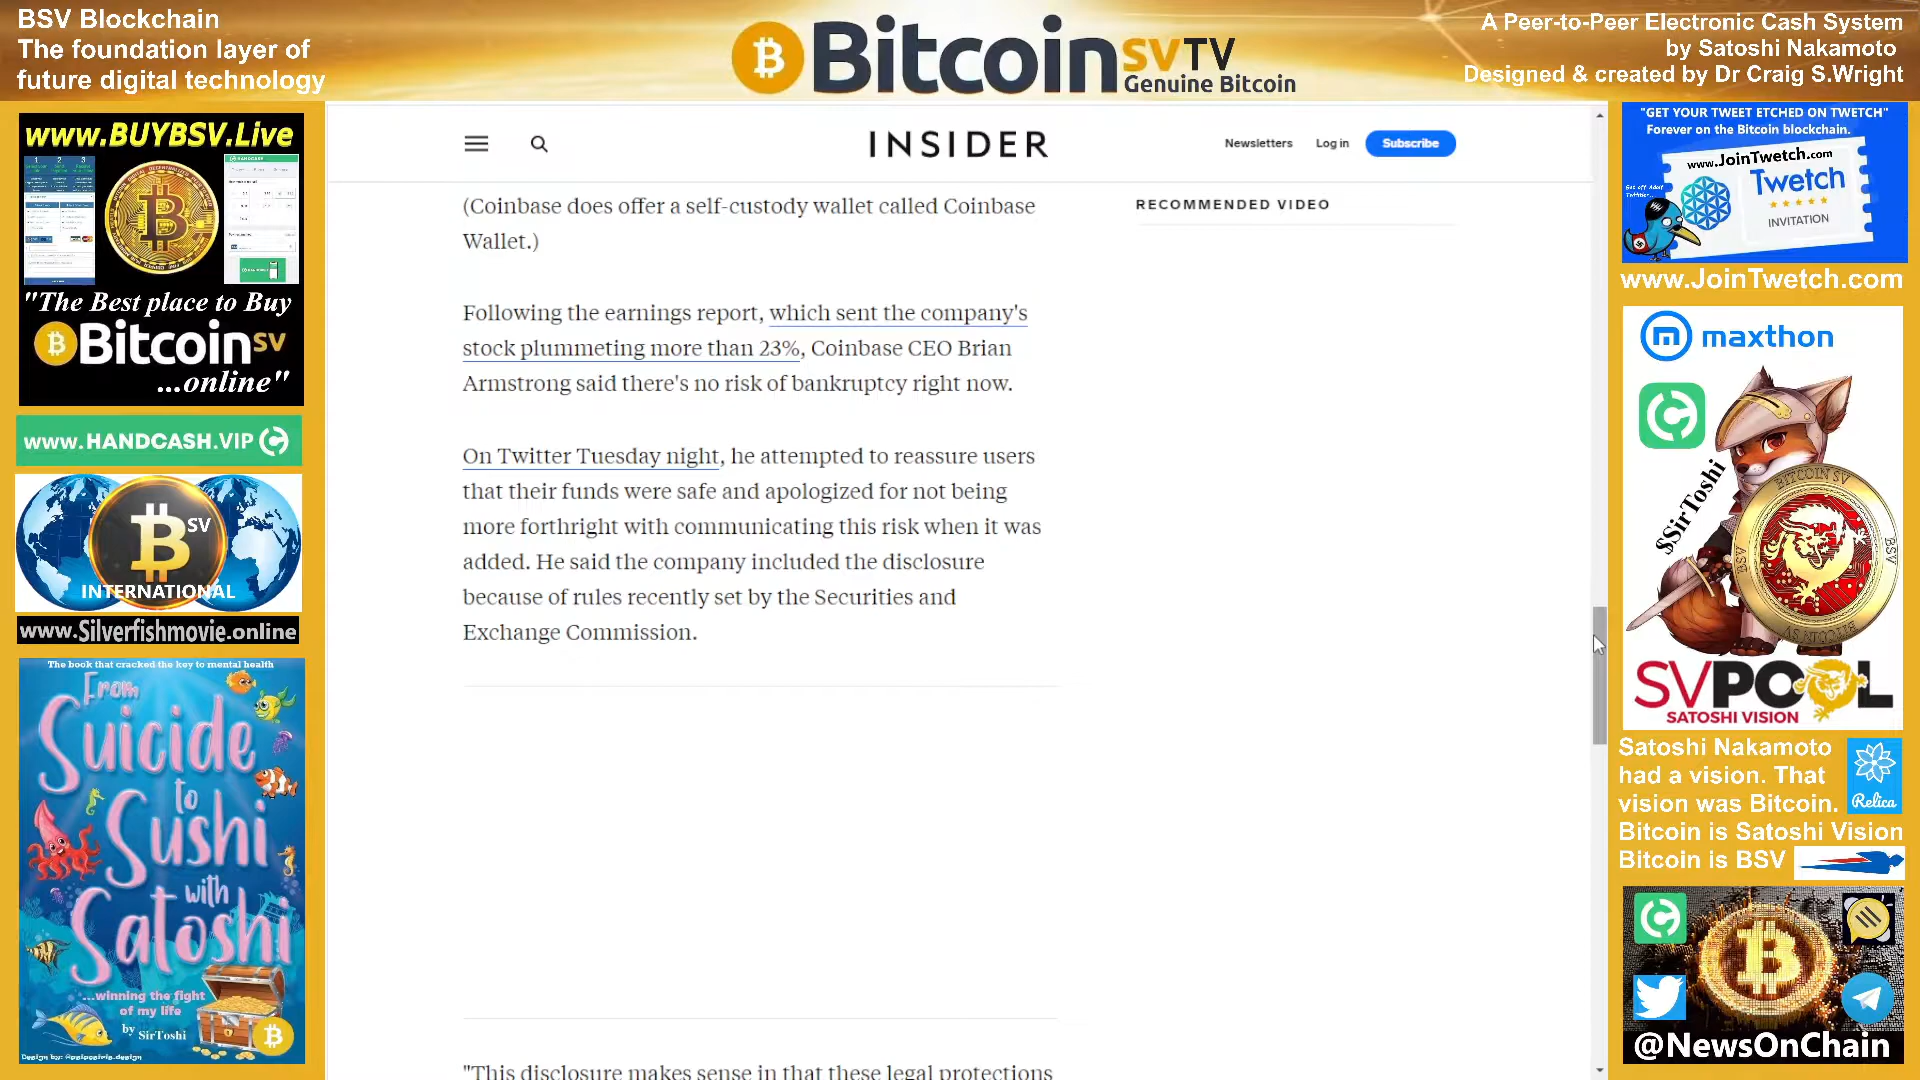 BSV Blockchain
The foundation layer of
future digital technology
Bitcoin SV TV
Genuine Bitcoin
A Peer-to-Peer Electronic Cash System
by Satoshi Nakamoto
Designed & created by Dr Craig S.Wright
www.BUYBSV.Live
1 2 3
"The Best place to Buy
Bitcoin SV
...online"
www.HANDCASH.VIP
SV
INTERNATIONAL
www.Silverfishmovie.online
The book that cracked the key to mental health
From
Suicide
to
Sushi
with
Satoshi
...winning the fight
of my life
by SirToshi
INSIDER
Newsletters
Log in
Subscribe
(Coinbase does offer a self-custody wallet called Coinbase
Wallet.)
RECOMMENDED VIDEO
Following the earnings report, which sent the company's
stock plummeting more than 23%, Coinbase CEO Brian
Armstrong said there's no risk of bankruptcy right now.
On Twitter Tuesday night, he attempted to reassure users
that their funds were safe and apologized for not being
more forthright with communicating this risk when it was
added. He said the company included the disclosure
because of rules recently set by the Securities and
Exchange Commission.
"This disclosure makes sense in that these legal protections
"GET YOUR TWEET ETCHED ON TWETCH"
Forever on the Bitcoin blockchain.
www.JoinTwetch.com
Twetch
INVITATION
www.JoinTwetch.com
maxthon
$SirToshi
BITCOIN SV
BSV
BSV
SVPOOL
SATOSHI VISION
Satoshi Nakamoto
had a vision. That
vision was Bitcoin.
Relica
Bitcoin is Satoshi Vision
Bitcoin is BSV
@NewsOnChain